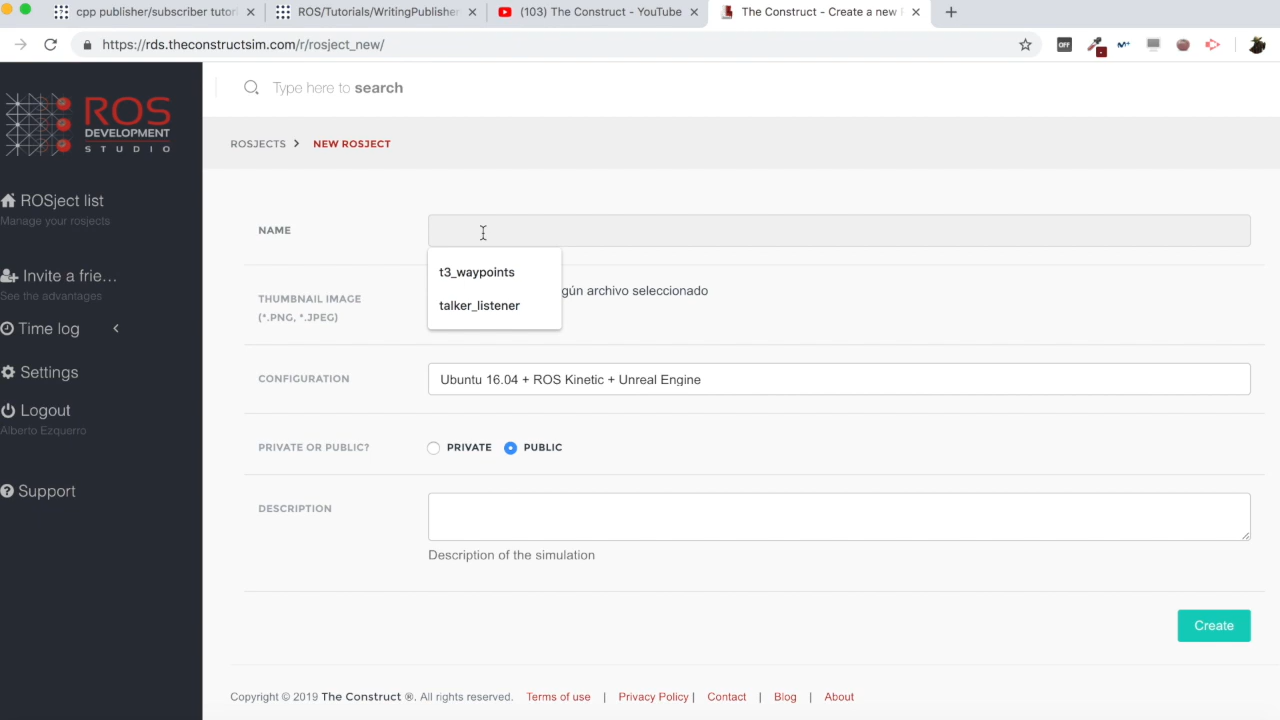 cpp publisher/subscriber tutori
ROS/Tutorials/WritingPublisher
(103) The Construct - YouTube
The Construct - Create a new R
https://rds.theconstructsim.com/r/rosject_new/
OFF
ROS
DEVELOPMENT
STUDIO
Type here to search
ROSJECTS > NEW ROSJECT
ROSject list
Manage your rosjects
Invite a frie...
See the advantages
Time log
Settings
Logout
Alberto Ezquerro
Support
NAME
t3_waypoints
talker_listener
THUMBNAIL IMAGE
(*.PNG, *.JPEG)
gún archivo seleccionado
CONFIGURATION
Ubuntu 16.04 + ROS Kinetic + Unreal Engine
PRIVATE OR PUBLIC?
PRIVATE
PUBLIC
DESCRIPTION
Description of the simulation
Create
Copyright © 2019 The Construct ®. All rights reserved. Terms of use | Privacy Policy | Contact | Blog | About